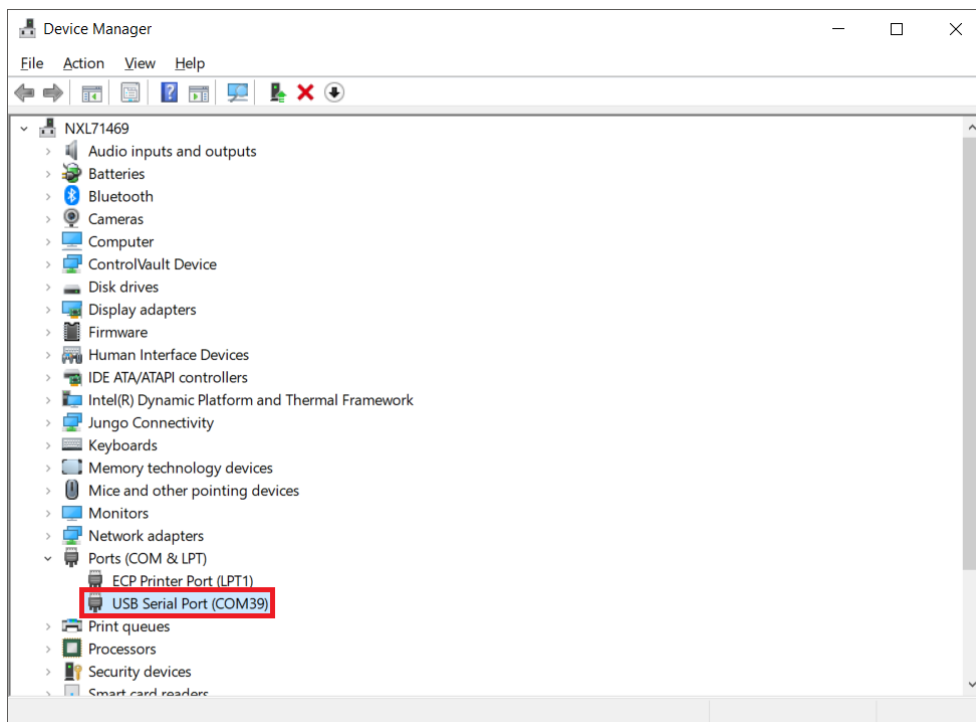 Device Manager
File Action View Help
NXL71469
Audio inputs and outputs
Batteries
Bluetooth
Cameras
Computer
ControlVault Device
Disk drives
Display adapters
Firmware
Human Interface Devices
IDE ATA/ATAPI controllers
Intel(R) Dynamic Platform and Thermal Framework
Jungo Connectivity
Keyboards
Memory technology devices
Mice and other pointing devices
Monitors
Network adapters
Ports (COM & LPT)
ECP Printer Port (LPT1)
USB Serial Port (COM39)
Print queues
Processors
Security devices
Smart card readers